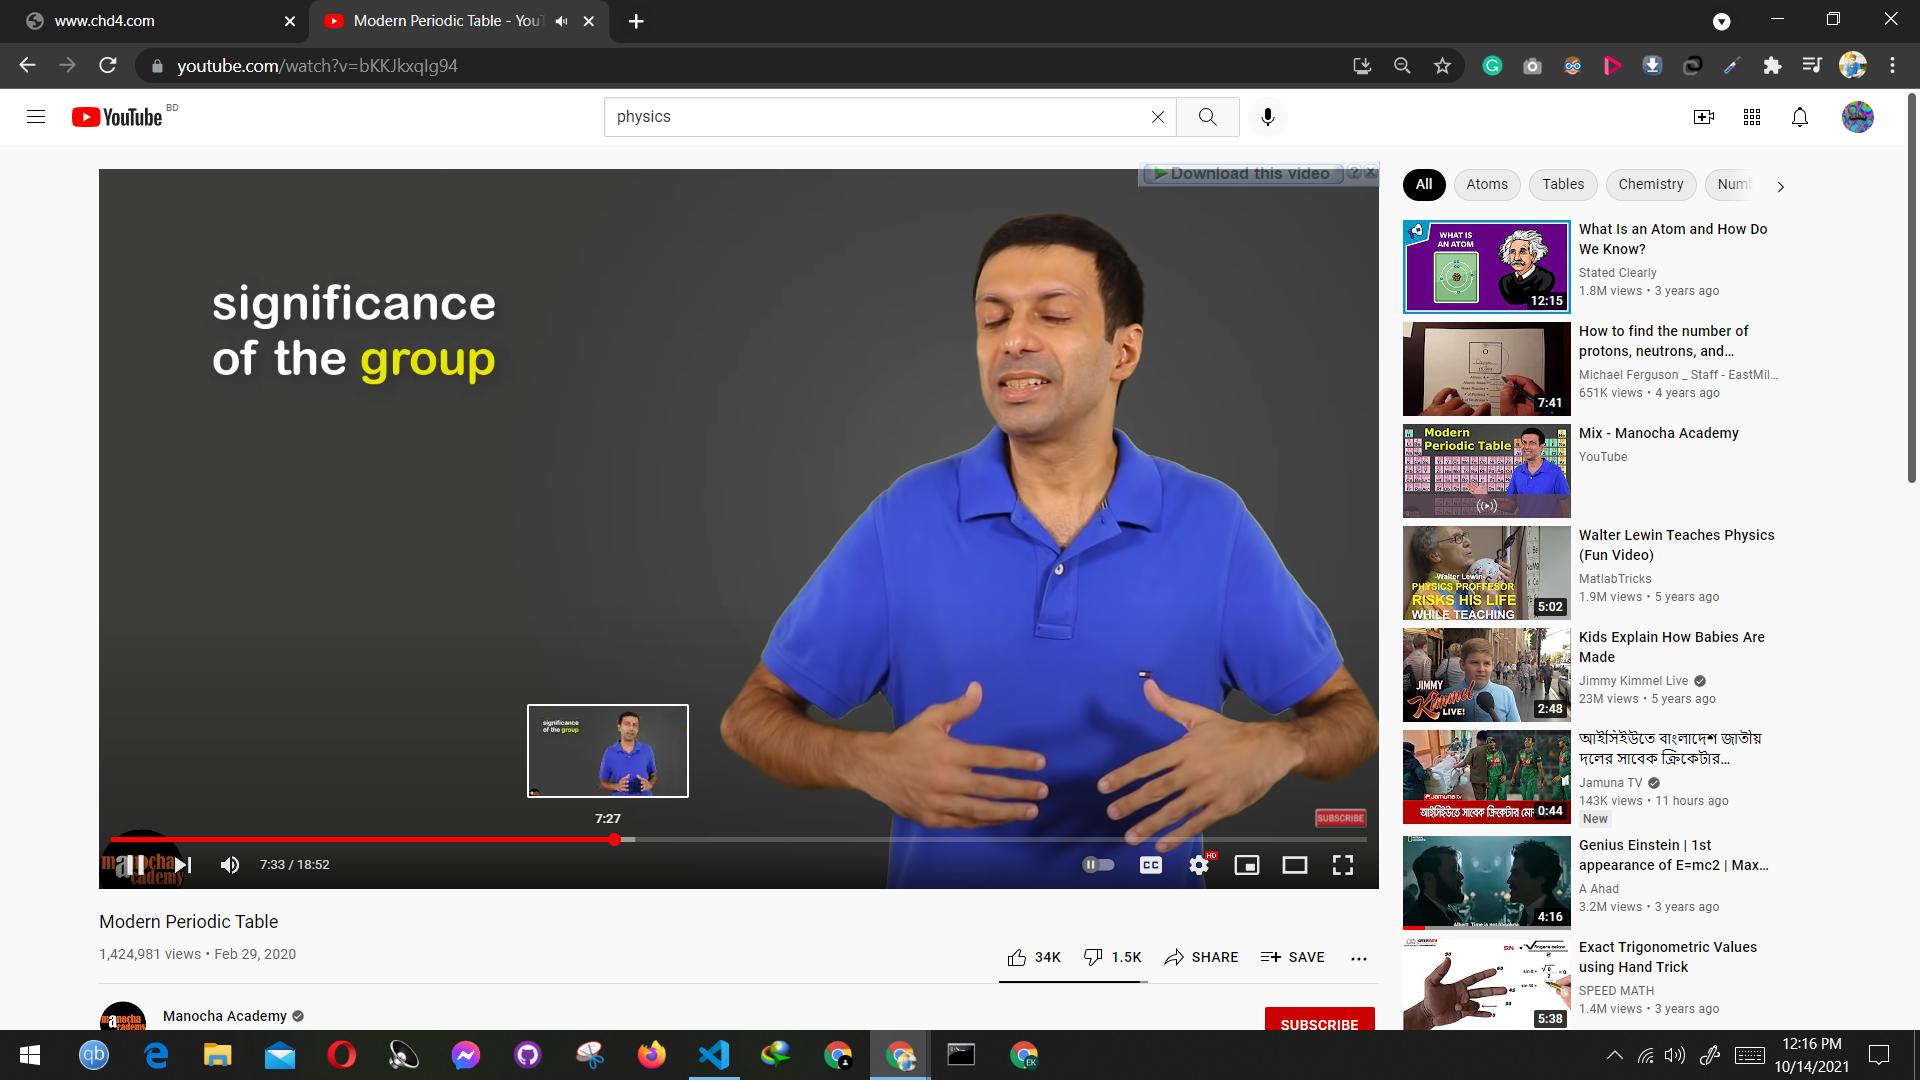 www.chd4.com
Modern Periodic Table - YouT
youtube.com/watch?v=bKKJkxqIg94
YouTube BD
physics
Download this video
significance
of the group
significance
of the group
7:27
SUBSCRIBE
7:33 / 18:52
CC
HD
Modern Periodic Table
1,424,981 views • Feb 29, 2020
34K
1.5K
SHARE
SAVE
manocha
academy
Manocha Academy
SUBSCRIBE
All
Atoms
Tables
Chemistry
Numb
WHAT IS
AN ATOM
12:15
What Is an Atom and How Do
We Know?
Stated Clearly
1.8M views • 3 years ago
7:41
How to find the number of
protons, neutrons, and...
Michael Ferguson _ Staff - EastMil...
651K views • 4 years ago
Modern
Periodic Table
Mix - Manocha Academy
YouTube
-Walter Lewin-
PHYSICS PROFFESOR
RISKS HIS LIFE
WHILE TEACHING
5:02
Walter Lewin Teaches Physics
(Fun Video)
MatlabTricks
1.9M views • 5 years ago
JIMMY
KIMMEL
LIVE!
2:48
Kids Explain How Babies Are
Made
Jimmy Kimmel Live
23M views • 5 years ago
Jamuna tv
0:44
আইসিইউতে বাংলাদেশ জাতীয়
দলের সাবেক ক্রিকেটার...
Jamuna TV
143K views • 11 hours ago
New
4:16
Genius Einstein | 1st
appearance of E=mc2 | Max...
A Ahad
3.2M views • 3 years ago
5:38
Exact Trigonometric Values
using Hand Trick
SPEED MATH
1.4M views • 3 years ago
qb
EK
12:16 PM
10/14/2021